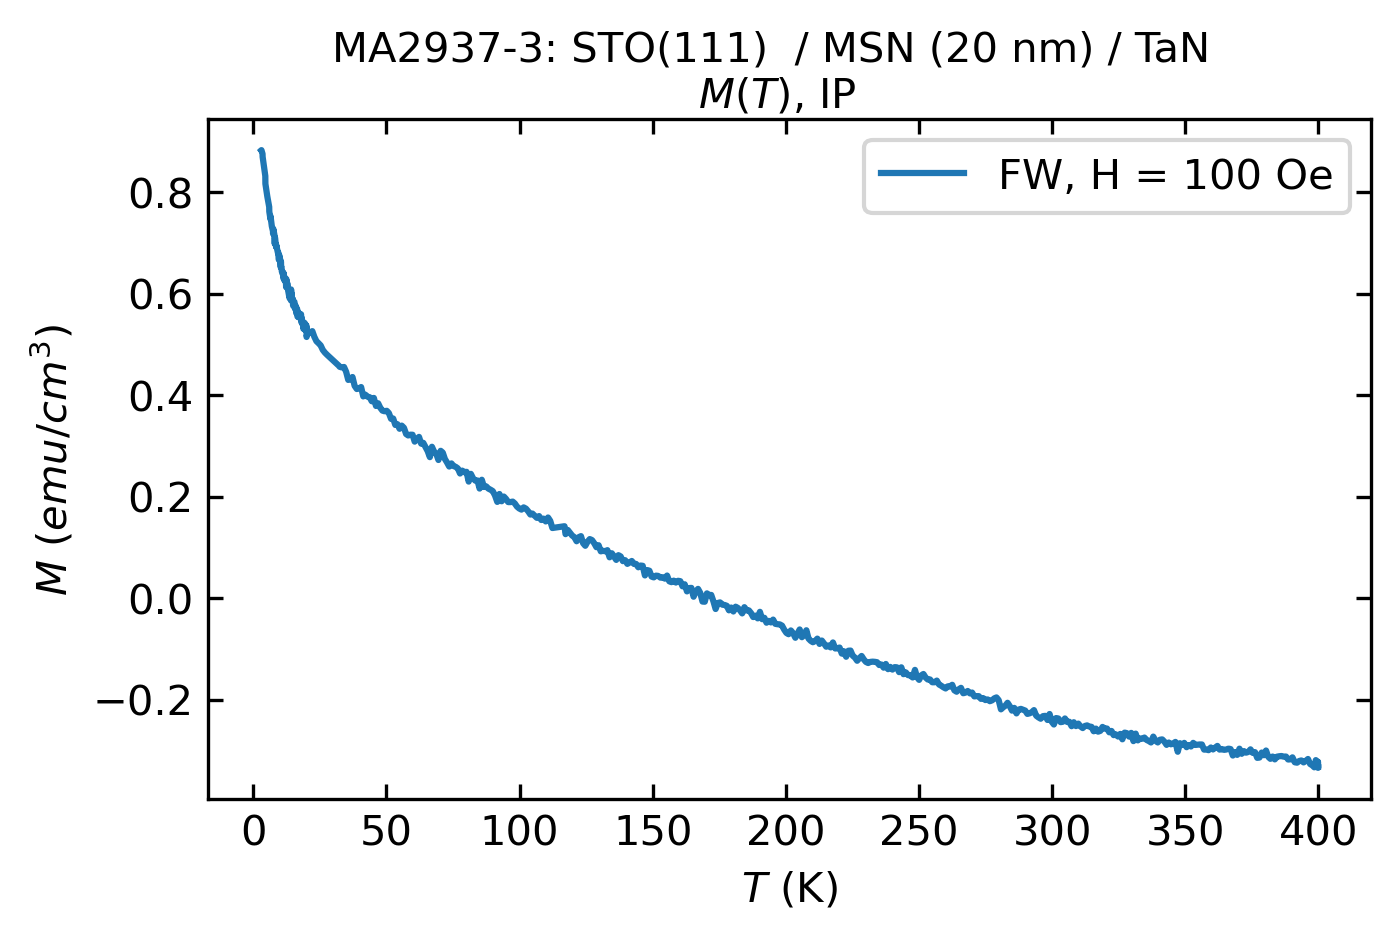 MA2937-3: STO(111)  / MSN (20 nm) / TaN
M(T), IP
FW, H = 100 Oe
0.8
0.6
0.4
0.2
0.0
−0.2
M (emu/cm³)
0 50 100 150 200 250 300 350 400
T (K)